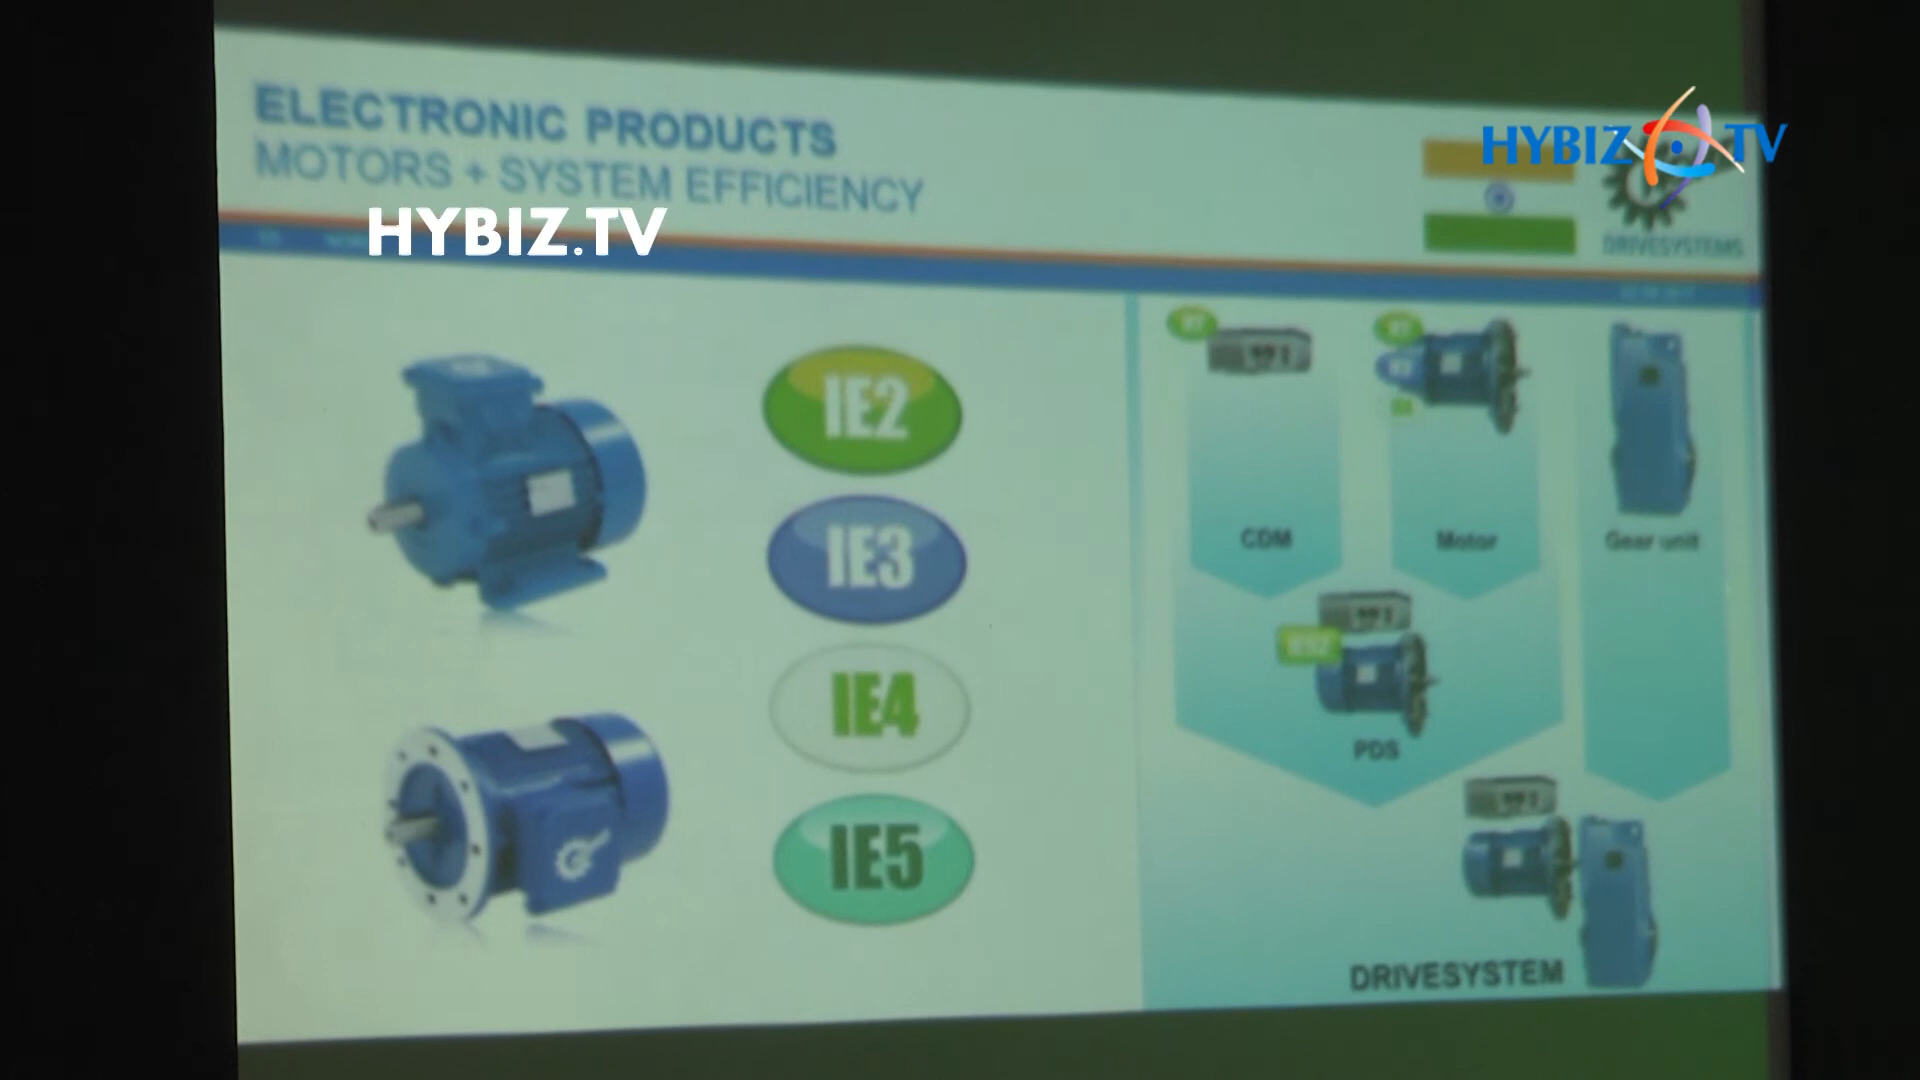 ELECTRONIC PRODUCTS
MOTORS + SYSTEM EFFICIENCY
HYBIZ TV
HYBIZ.TV
DRIVESYSTEMS
IE2
IE3
IE4
IE5
CDM
Motor
Gear unit
PDS
DRIVESYSTEM